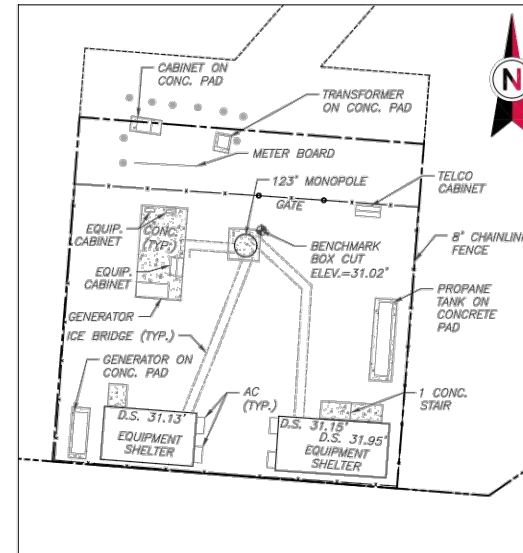 CABINET ON
CONC. PAD
TRANSFORMER
ON CONC. PAD
N
METER BOARD
TELCO
CABINET
123' MONOPOLE
GATE
EQUIP.
CABINET
CONC.
(TYP.)
BENCHMARK
BOX CUT
ELEV.=31.02'
8' CHAINLINK
FENCE
EQUIP.
CABINET
PROPANE
TANK ON
CONCRETE
PAD
GENERATOR
ICE BRIDGE (TYP.)
GENERATOR ON
CONC. PAD
AC
(TYP.)
1 CONC.
STAIR
D.S. 31.13'
EQUIPMENT
SHELTER
D.S. 31.15'
D.S. 31.95'
EQUIPMENT
SHELTER